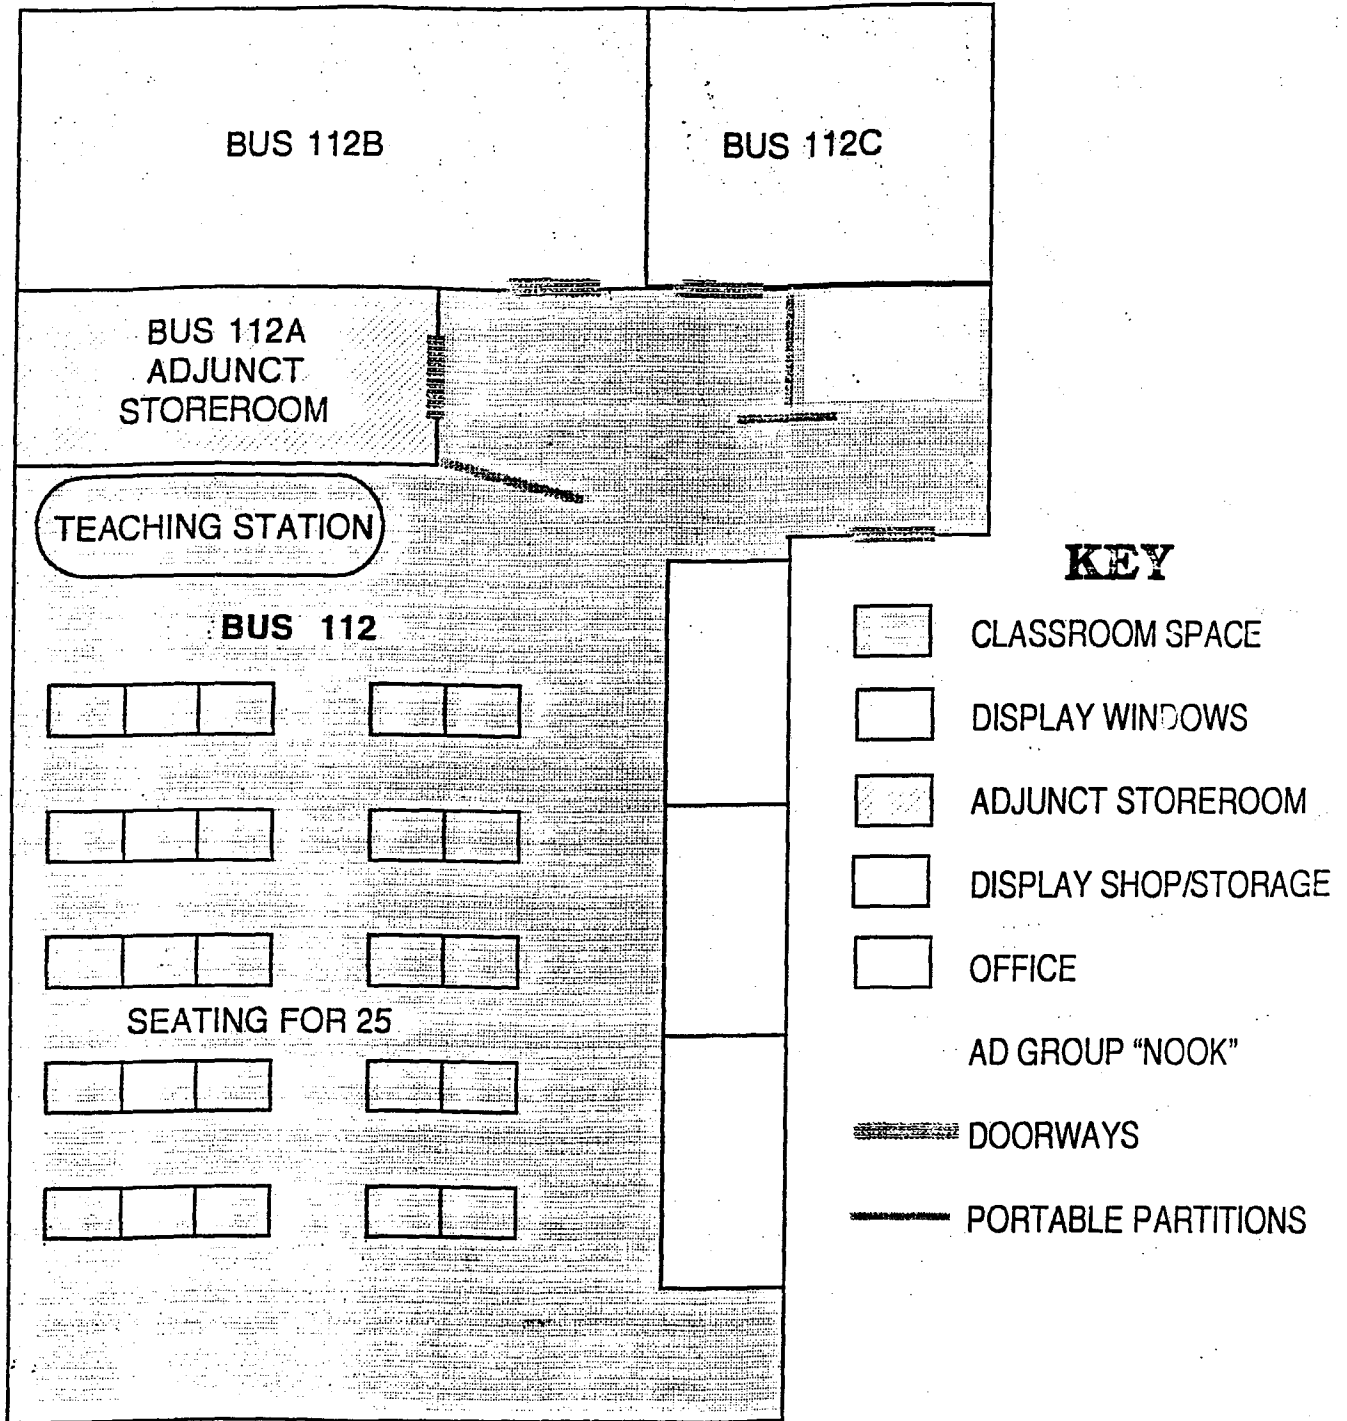 BUS 112B
BUS 112C
BUS 112A
ADJUNCT
STOREROOM
TEACHING STATION
BUS 112
SEATING FOR 25
KEY
CLASSROOM SPACE
DISPLAY WINDOWS
ADJUNCT STOREROOM
DISPLAY SHOP/STORAGE
OFFICE
AD GROUP “NOOK”
DOORWAYS
PORTABLE PARTITIONS